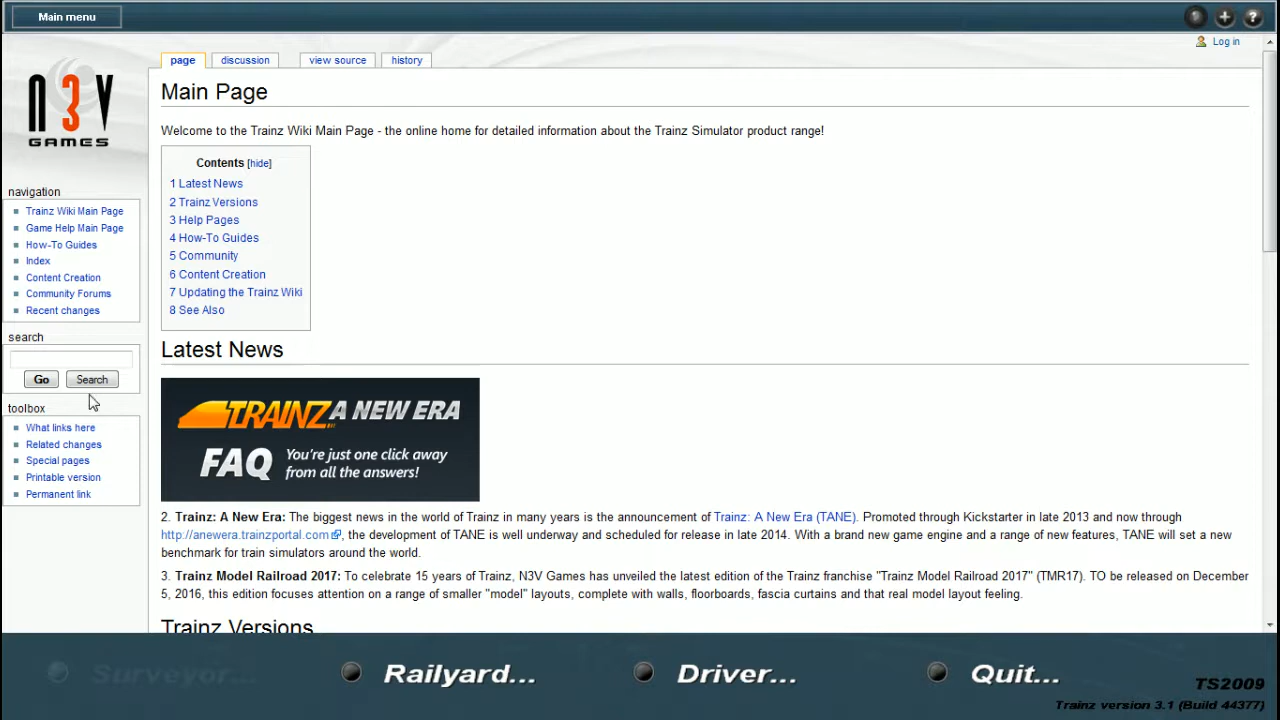 Main menu
Log in
page discussion view source history
N3V
GAMES
Main Page
Welcome to the Trainz Wiki Main Page - the online home for detailed information about the Trainz Simulator product range!
Contents [hide]
1 Latest News
2 Trainz Versions
3 Help Pages
4 How-To Guides
5 Community
6 Content Creation
7 Updating the Trainz Wiki
8 See Also
navigation
Trainz Wiki Main Page
Game Help Main Page
How-To Guides
Index
Content Creation
Community Forums
Recent changes
search
Go Search
toolbox
What links here
Related changes
Special pages
Printable version
Permanent link
Latest News
TRAINZ A NEW ERA
FAQ You're just one click away
from all the answers!
2. Trainz: A New Era: The biggest news in the world of Trainz in many years is the announcement of Trainz: A New Era (TANE). Promoted through Kickstarter in late 2013 and now through
http://anewera.trainzportal.com, the development of TANE is well underway and scheduled for release in late 2014. With a brand new game engine and a range of new features, TANE will set a new
benchmark for train simulators around the world.
3. Trainz Model Railroad 2017: To celebrate 15 years of Trainz, N3V Games has unveiled the latest edition of the Trainz franchise "Trainz Model Railroad 2017" (TMR17). TO be released on December
5, 2016, this edition focuses attention on a range of smaller "model" layouts, complete with walls, floorboards, fascia curtains and that real model layout feeling.
Trainz Versions
Surveyor... Railyard... Driver... Quit...
TS2009
Trainz version 3.1 (Build 44377)